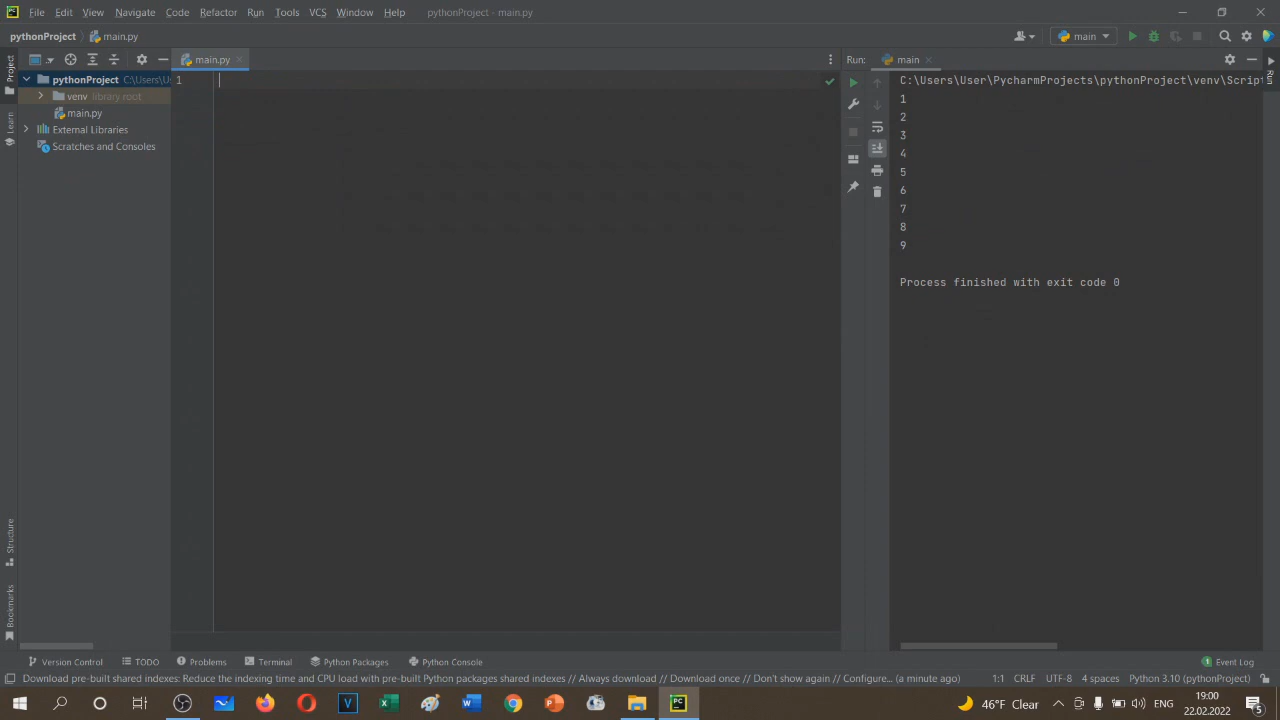 File Edit View Navigate Code Refactor Run Tools VCS Window Help pythonProject - main.py
pythonProject main.py main
Project
pythonProject C:\Users\U
venv library root
main.py
External Libraries
Scratches and Consoles
Learn
Structure
Bookmarks
main.py
1
Run: main
C:\Users\User\PycharmProjects\pythonProject\venv\Scrip
1
2
3
4
5
6
7
8
9
Process finished with exit code 0
Version Control TODO Problems Terminal Python Packages Python Console Event Log
Download pre-built shared indexes: Reduce the indexing time and CPU load with pre-built Python packages shared indexes // Always download // Download once // Don't show again // Configure... (a minute ago) 1:1 CRLF UTF-8 4 spaces Python 3.10 (pythonProject)
46°F Clear ENG 19:00
22.02.2022